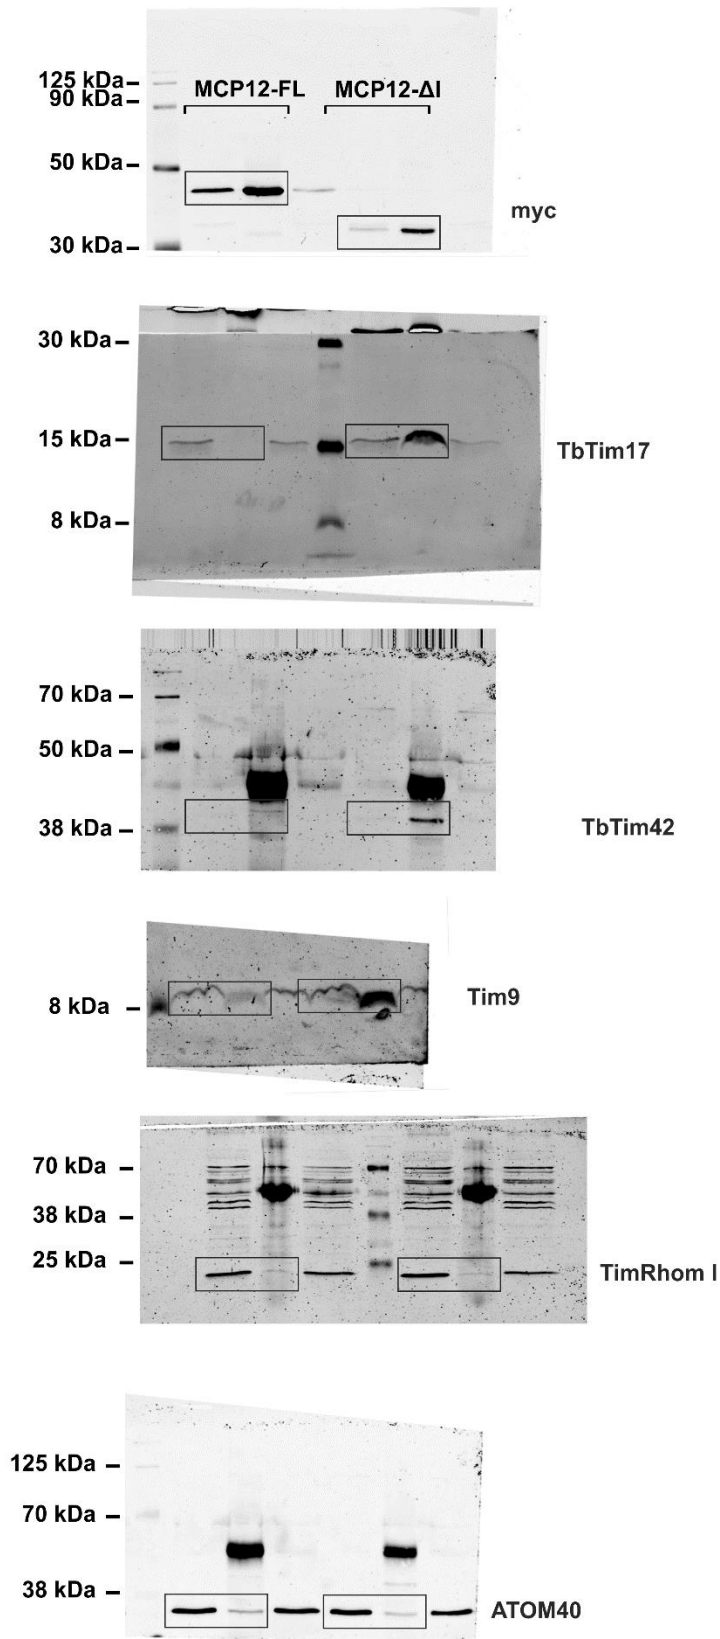 125 kDa
90 kDa
MCP12-FL MCP12-ΔI
50 kDa
myc
30 kDa
30 kDa
15 kDa
TbTim17
8 kDa
70 kDa
50 kDa
38 kDa
TbTim42
8 kDa
Tim9
70 kDa
38 kDa
25 kDa
TimRhom I
125 kDa
70 kDa
38 kDa
ATOM40